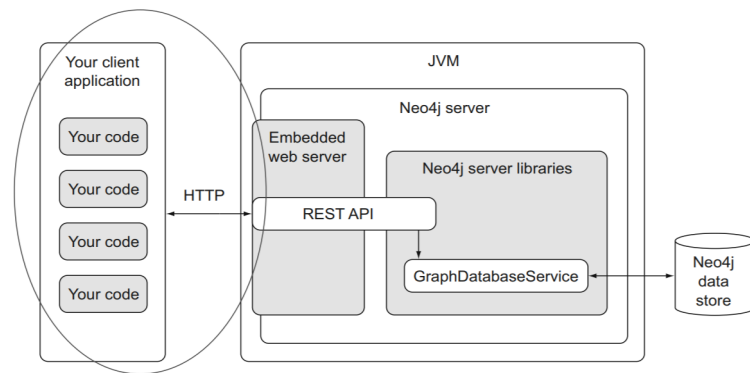 Your client
application
Your code
Your code
Your code
Your code
HTTP
JVM
Neo4j server
Embedded
web server
Neo4j server libraries
REST API
GraphDatabaseService
Neo4j
data
store